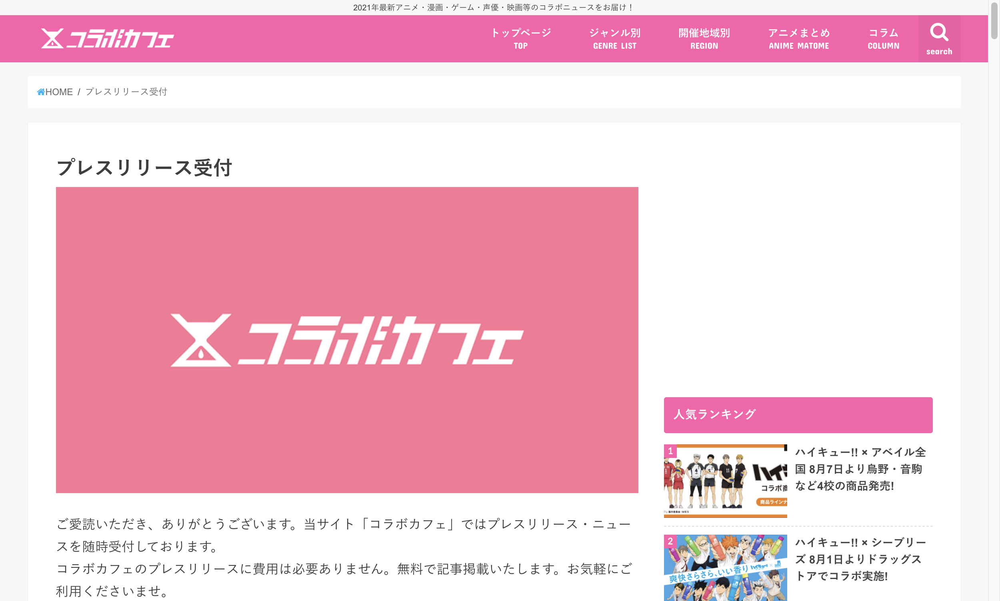 2021年最新アニメ・漫画・ゲーム・声優・映画等のコラボニュースをお届け！
コラボカフェ
トップページ
TOP
ジャンル別
GENRE LIST
開催地域別
REGION
アニメまとめ
ANIME MATOME
コラム
COLUMN
search
HOME / プレスリリース受付
プレスリリース受付
コラボカフェ
ご愛読いただき、ありがとうございます。当サイト「コラボカフェ」ではプレスリリース・ニュー
スを随時受付しております。
コラボカフェのプレスリリースに費用は必要ありません。無料で記事掲載いたします。お気軽にご
利用くださいませ。
人気ランキング
1
ハイキュー!! × アベイル全
国 8月7日より烏野・音駒
など4校の商品発売!
コラボ商
商品ラインナ
製作委員会・MBS
2
ハイキュー!! × シーブリー
ズ 8月1日よりドラッグス
トアでコラボ実施!
ハイキュー!! ×
爽快さらさら、いい香り